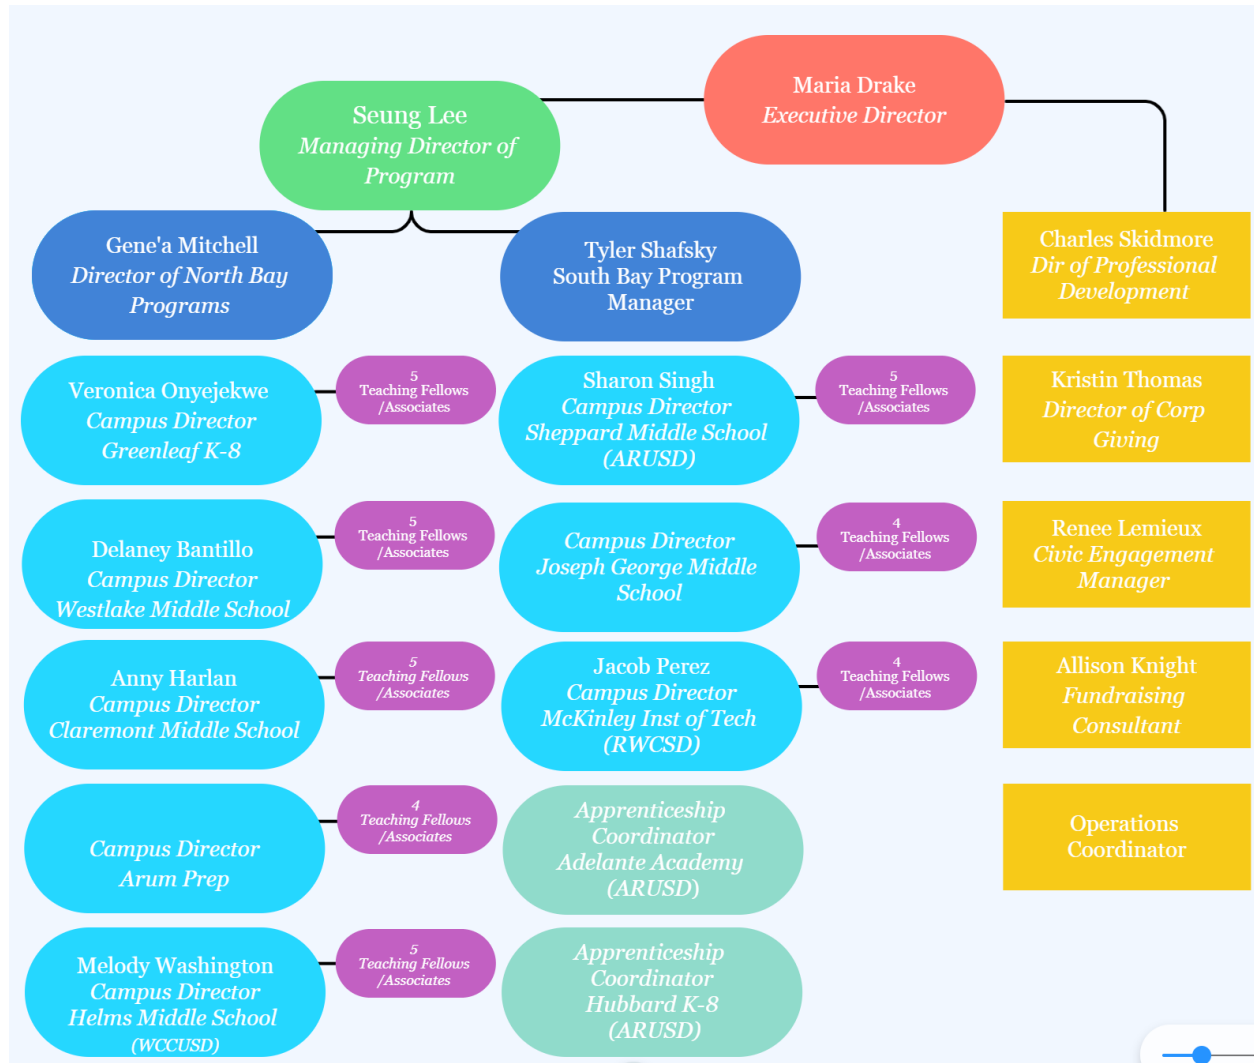 Maria Drake
Executive Director
Seung Lee
Managing Director of
Program
Gene'a Mitchell
Director of North Bay
Programs
Tyler Shafsky
South Bay Program
Manager
Charles Skidmore
Dir of Professional
Development
Veronica Onyejekwe
Campus Director
Greenleaf K-8
5
Teaching Fellows
/Associates
Sharon Singh
Campus Director
Sheppard Middle School
(ARUSD)
5
Teaching Fellows
/Associates
Kristin Thomas
Director of Corp
Giving
Delaney Bantillo
Campus Director
Westlake Middle School
5
Teaching Fellows
/Associates
Campus Director
Joseph George Middle
School
4
Teaching Fellows
/Associates
Renee Lemieux
Civic Engagement
Manager
Anny Harlan
Campus Director
Claremont Middle School
5
Teaching Fellows
/Associates
Jacob Perez
Campus Director
McKinley Inst of Tech
(RWCSD)
4
Teaching Fellows
/Associates
Allison Knight
Fundraising
Consultant
Campus Director
Arum Prep
4
Teaching Fellows
/Associates
Apprenticeship
Coordinator
Adelante Academy
(ARUSD)
Operations
Coordinator
Melody Washington
Campus Director
Helms Middle School
(WCCUSD)
5
Teaching Fellows
/Associates
Apprenticeship
Coordinator
Hubbard K-8
(ARUSD)